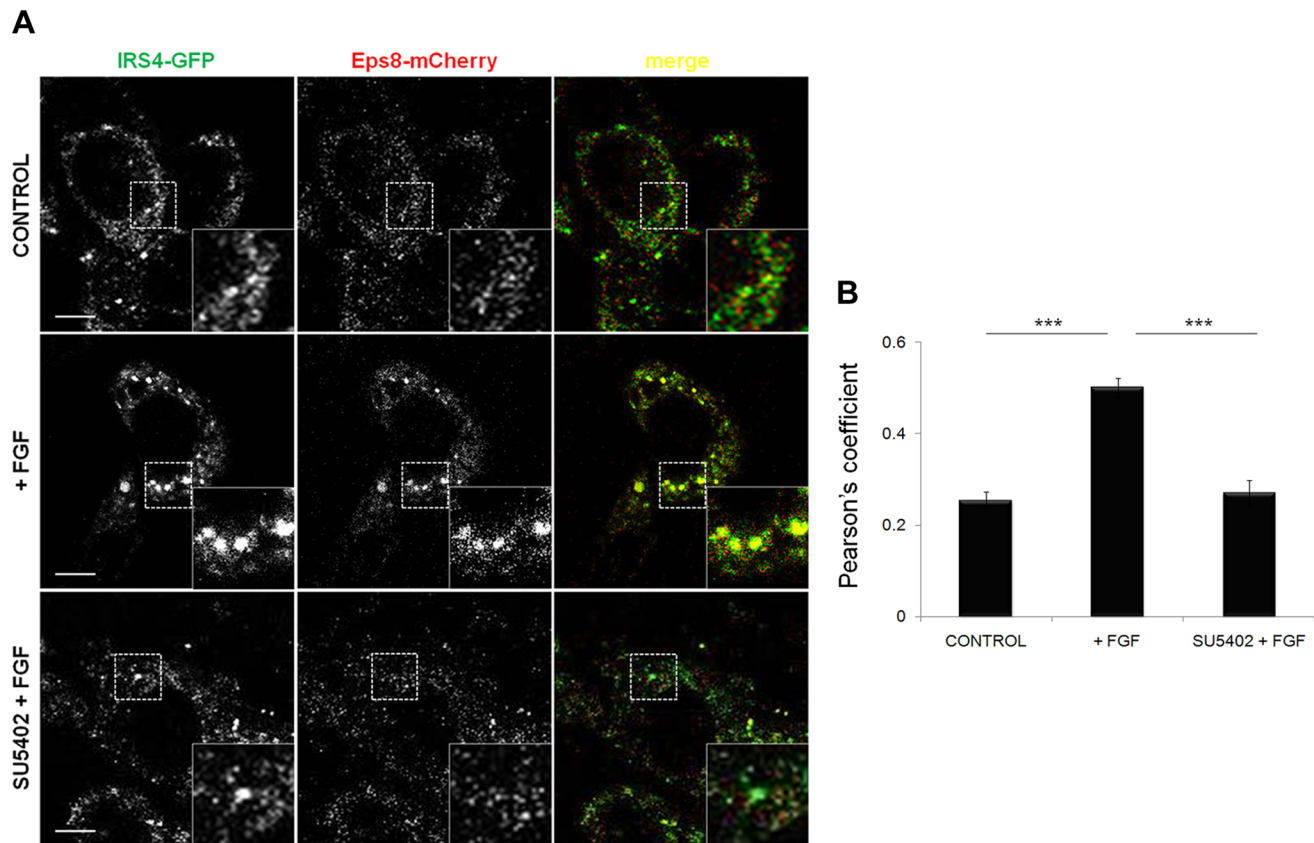 A
IRS4-GFP Eps8-mCherry merge
CONTROL
+ FGF
SU5402 + FGF
B
*** ***
Pearson's coefficient
0.6
0.4
0.2
0
CONTROL + FGF SU5402 + FGF